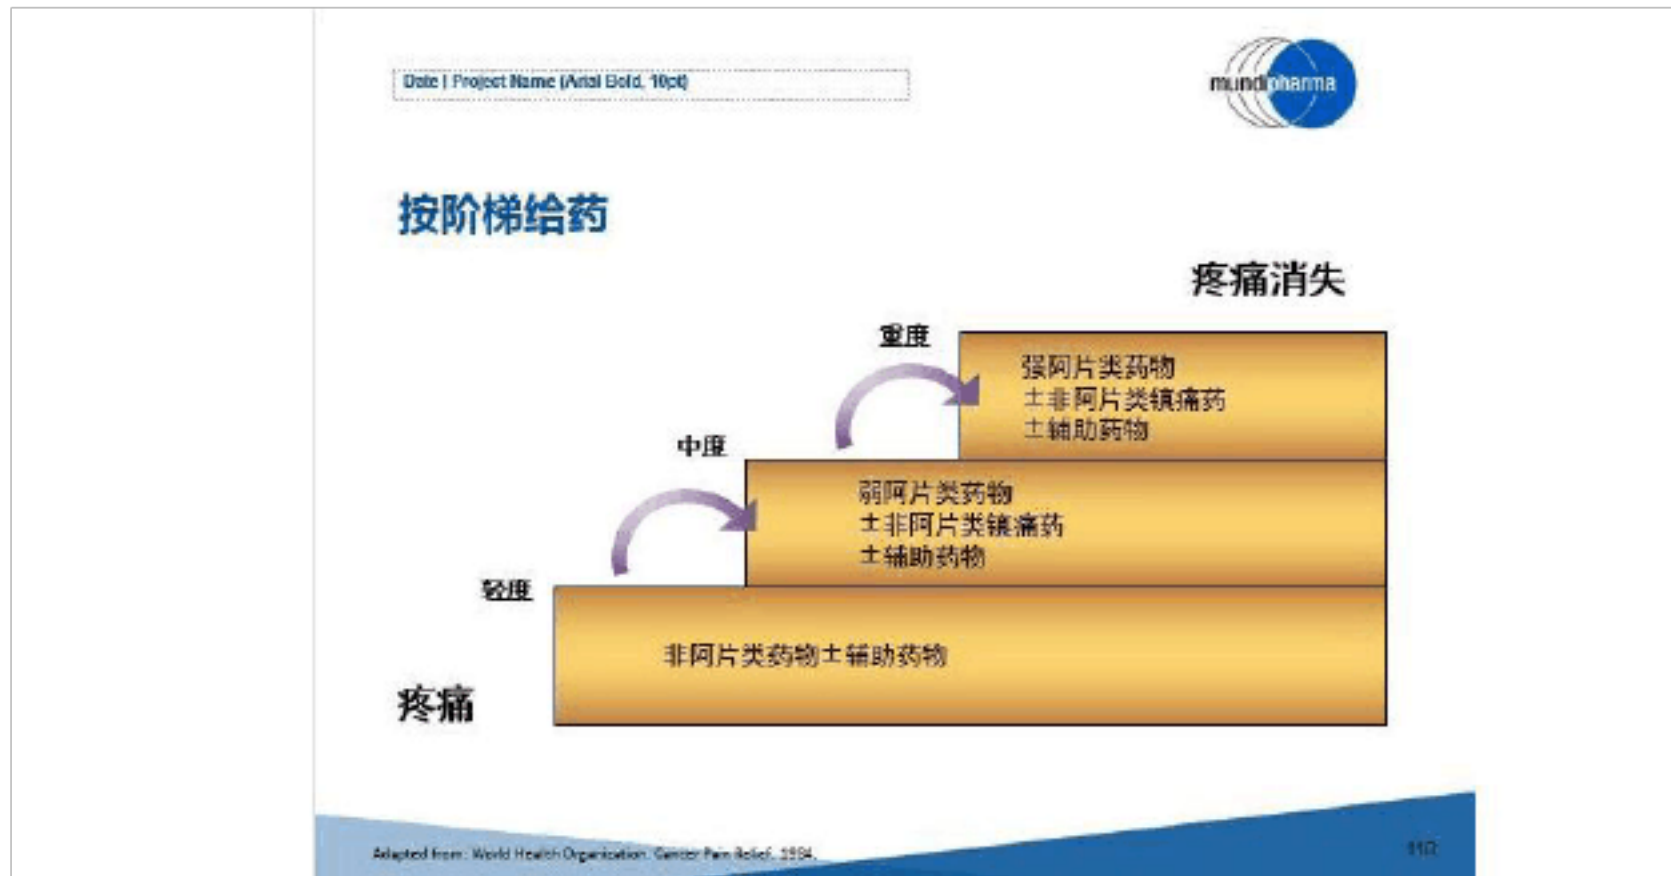 Date | Project Name (Arial Bold, 10pt)
mundipharma
按阶梯给药
疼痛消失
重度
强阿片类药物
±非阿片类镇痛药
±辅助药物
中度
弱阿片类药物
±非阿片类镇痛药
±辅助药物
轻度
非阿片类药物±辅助药物
疼痛
Adapted from: World Health Organization. Cancer Pain Relief.